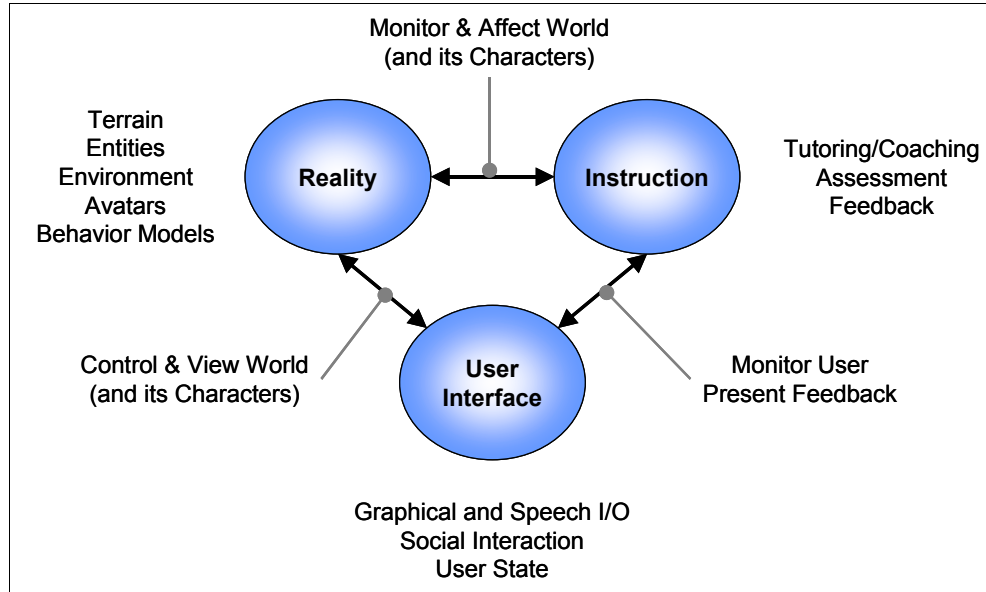 Monitor & Affect World
(and its Characters)
Terrain
Entities
Environment
Avatars
Behavior Models
Reality
Instruction
Tutoring/Coaching
Assessment
Feedback
Control & View World
(and its Characters)
User
Interface
Monitor User
Present Feedback
Graphical and Speech I/O
Social Interaction
User State